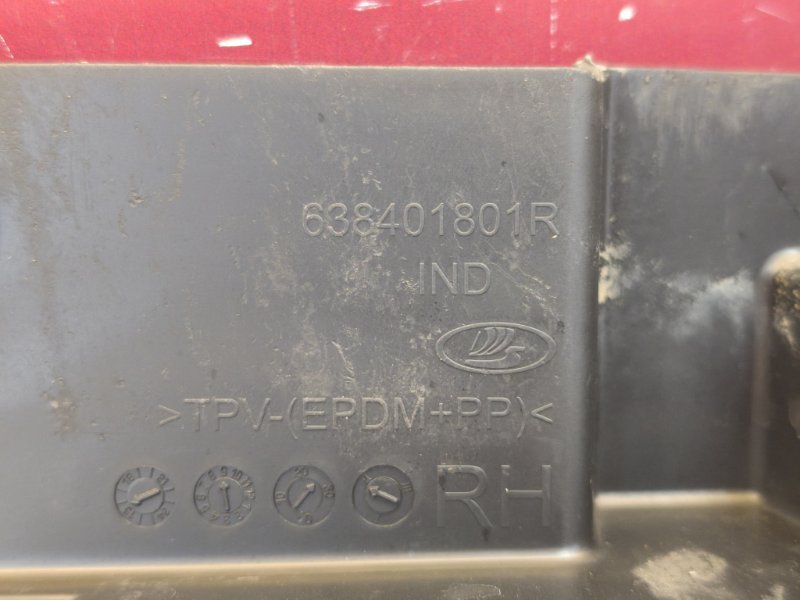 638401801R
IND
>TPV-(EPDM+PP)<
RH